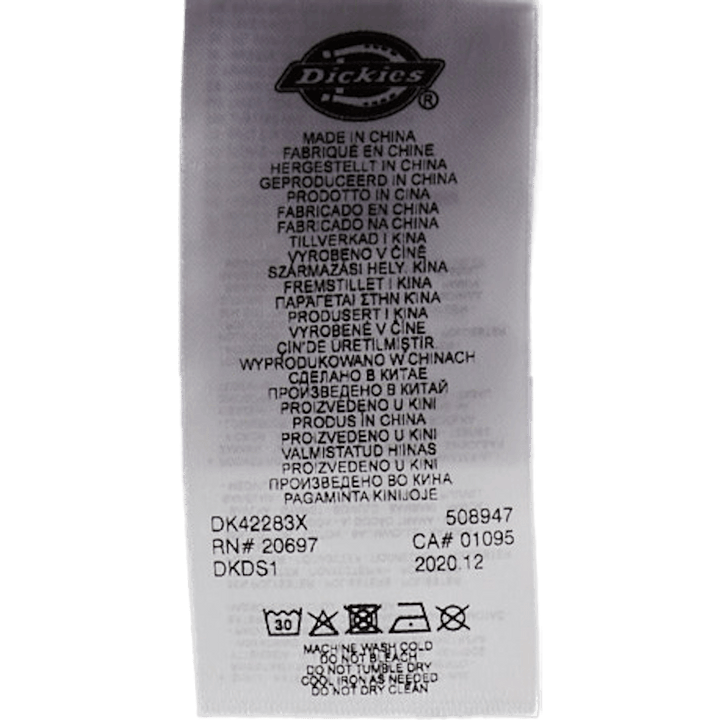 Dickies
®
MADE IN CHINA
FABRIQUÉ EN CHINE
HERGESTELLT IN CHINA
GEPRODUCEERD IN CHINA
PRODOTTO IN CINA
FABRICADO EN CHINA
FABRICADO NA CHINA
TILLVERKAD I KINA
VYROBENO V ČÍNĚ
SZÁRMAZÁSI HELY. KÍNA
FREMSTILLET I KINA
ΠΑΡΑΓΕΤΑΙ ΣΤΗΝ ΚΙΝΑ
PRODUSERT I KINA
VYROBENÉ V ČÍNE
ÇİN'DE ÜRETİLMİŞTİR
WYPRODUKOWANO W CHINACH
СДЕЛАНО В КИТАЕ
ПРОИЗВЕДЕНО В КИТАЙ
PROIZVEDENO U KINI
PRODUS ÎN CHINA
PROIZVEDENO U KINI
VALMISTATUD HIINAS
PROIZVEDENO U KINI
ПРОИЗВЕДЕНО ВО КИНА
PAGAMINTA KINIJOJE
DK42283X 508947
RN# 20697 CA# 01095
DKDS1 2020.12
30
MACHINE WASH COLD
DO NOT BLEACH
DO NOT TUMBLE DRY
COOL IRON AS NEEDED
DO NOT DRY CLEAN